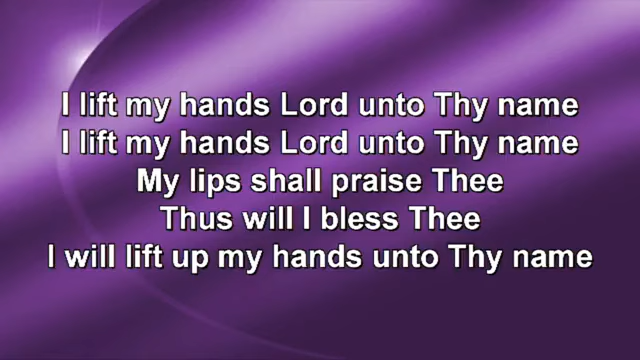 I lift my hands Lord unto Thy name
I lift my hands Lord unto Thy name
My lips shall praise Thee
Thus will I bless Thee
I will lift up my hands unto Thy name